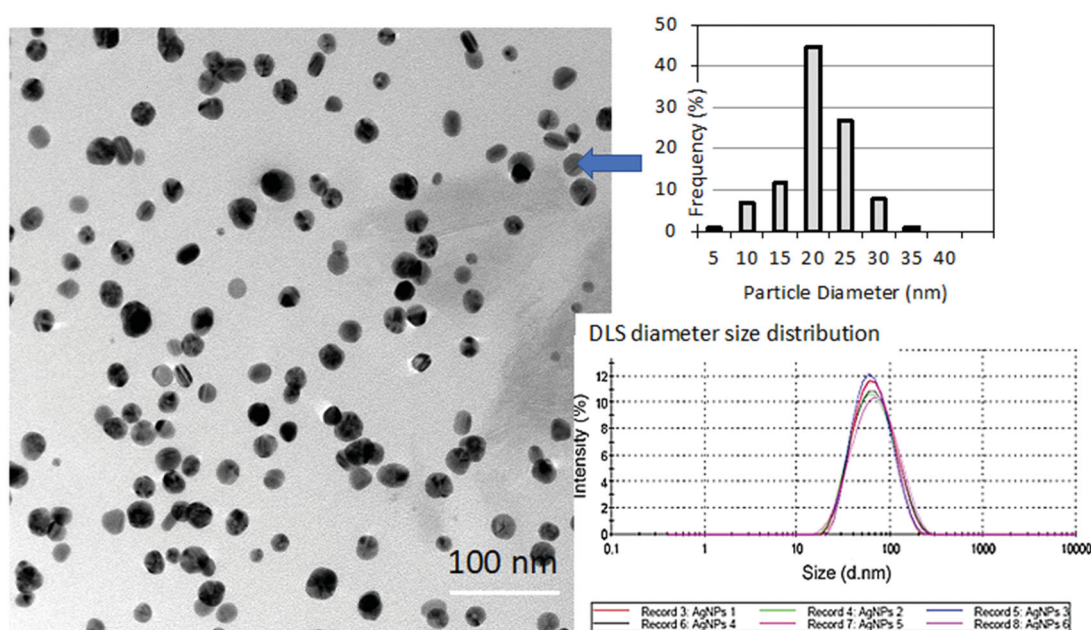 50
40
30
20
10
0
Frequency (%)
5 10 15 20 25 30 35 40
Particle Diameter (nm)
100 nm
DLS diameter size distribution
12
10
8
6
4
2
0
Intensity (%)
0.1 1 10 100 1000 10000
Size (d.nm)
Record 3: AgNPs 1 Record 4: AgNPs 2 Record 5: AgNPs 3
Record 6: AgNPs 4 Record 7: AgNPs 5 Record 8: AgNPs 6